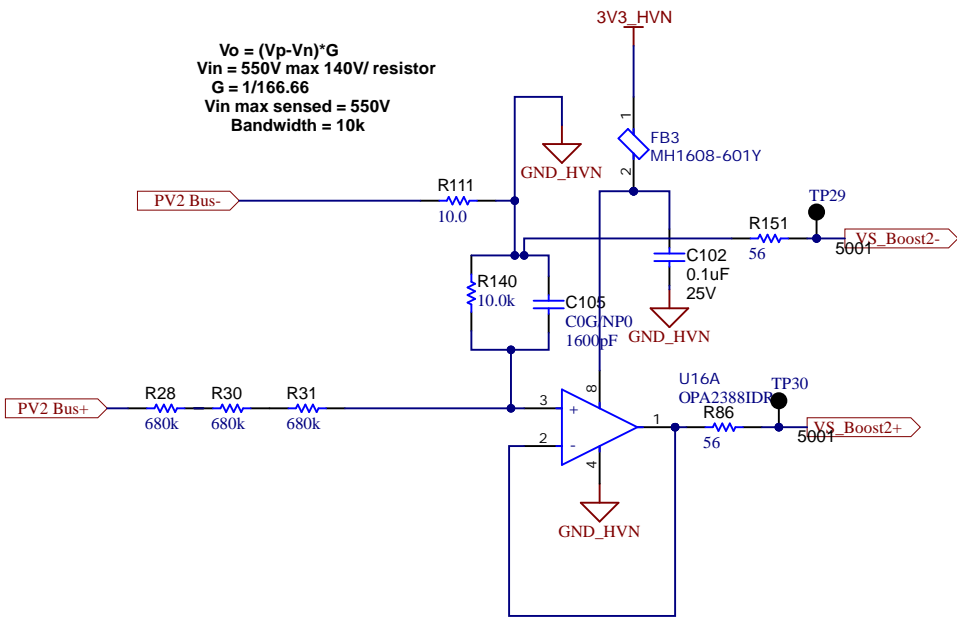 3V3_HVN
Vo = (Vp-Vn)*G
Vin = 550V max 140V/ resistor
G = 1/166.66
Vin max sensed = 550V
Bandwidth = 10k
1
FB3
MH1608-601Y
2
GND_HVN
PV2 Bus-
R111
10.0
TP29
R151
56
VS_Boost2-
5001
R140
10.0k
C105
C0G/NP0
1600pF
C102
0.1uF
25V
GND_HVN
PV2 Bus+
R28
680k
R30
680k
R31
680k
3
+
2
-
8
4
1
U16A
OPA2388IDR
R86
56
TP30
VS_Boost2+
5001
GND_HVN